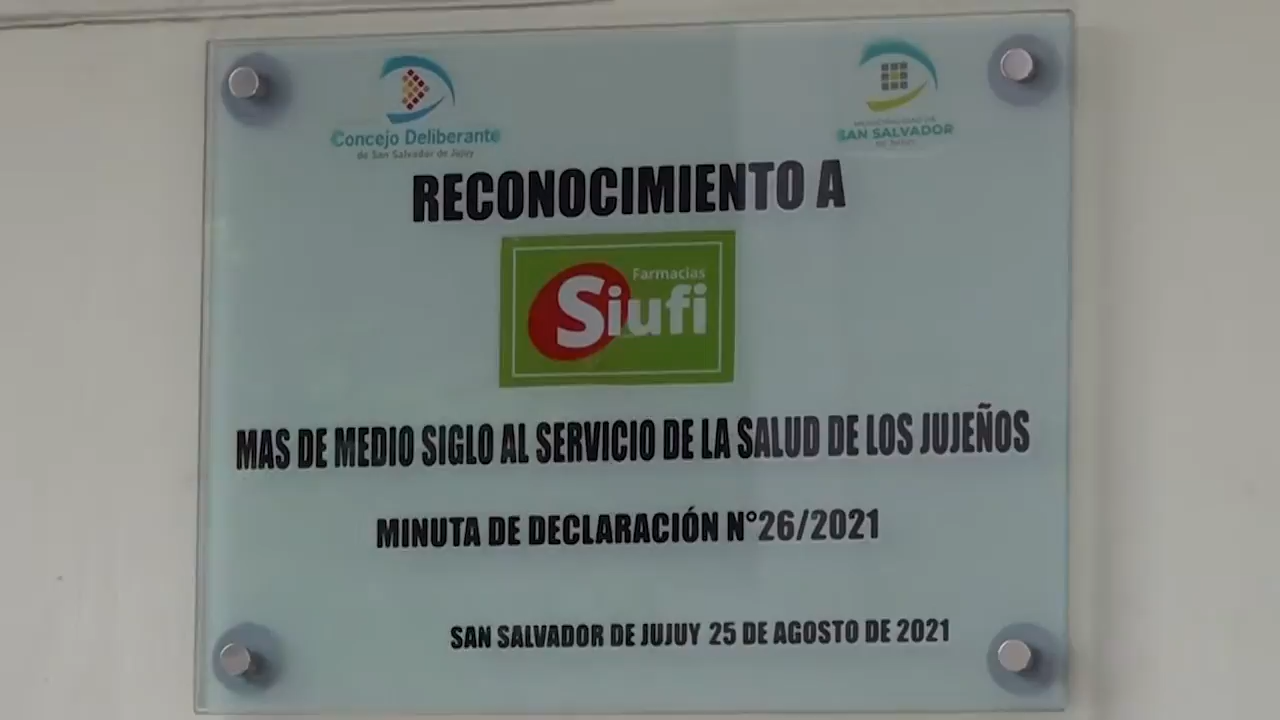 Concejo Deliberante
de San Salvador de Jujuy
MUNICIPALIDAD DE
SAN SALVADOR
DE JUJUY
RECONOCIMIENTO A
Farmacias
Siufi
MAS DE MEDIO SIGLO AL SERVICIO DE LA SALUD DE LOS JUJEÑOS
MINUTA DE DECLARACIÓN N°26/2021
SAN SALVADOR DE JUJUY 25 DE AGOSTO DE 2021